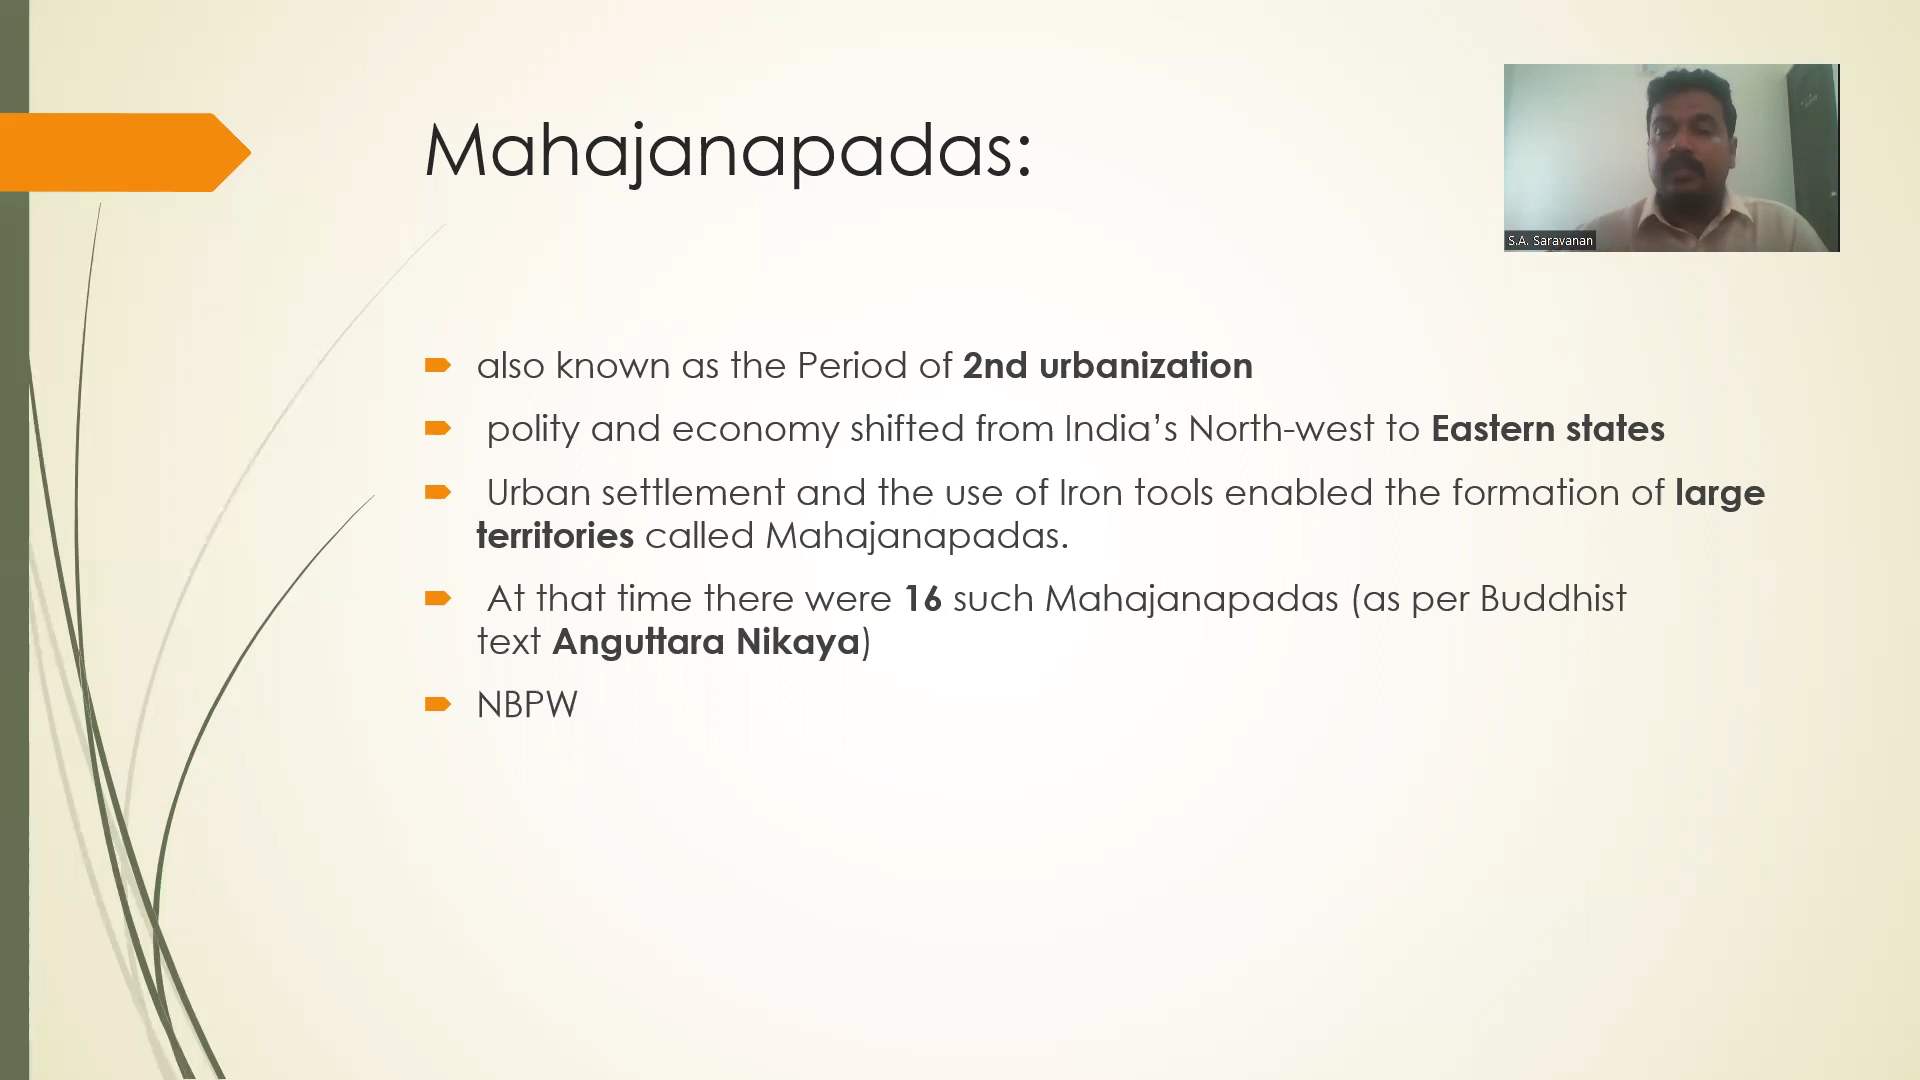 Mahajanapadas:
S.A. Saravanan
also known as the Period of 2nd urbanization
polity and economy shifted from India’s North-west to Eastern states
Urban settlement and the use of Iron tools enabled the formation of large
territories called Mahajanapadas.
At that time there were 16 such Mahajanapadas (as per Buddhist
text Anguttara Nikaya)
NBPW